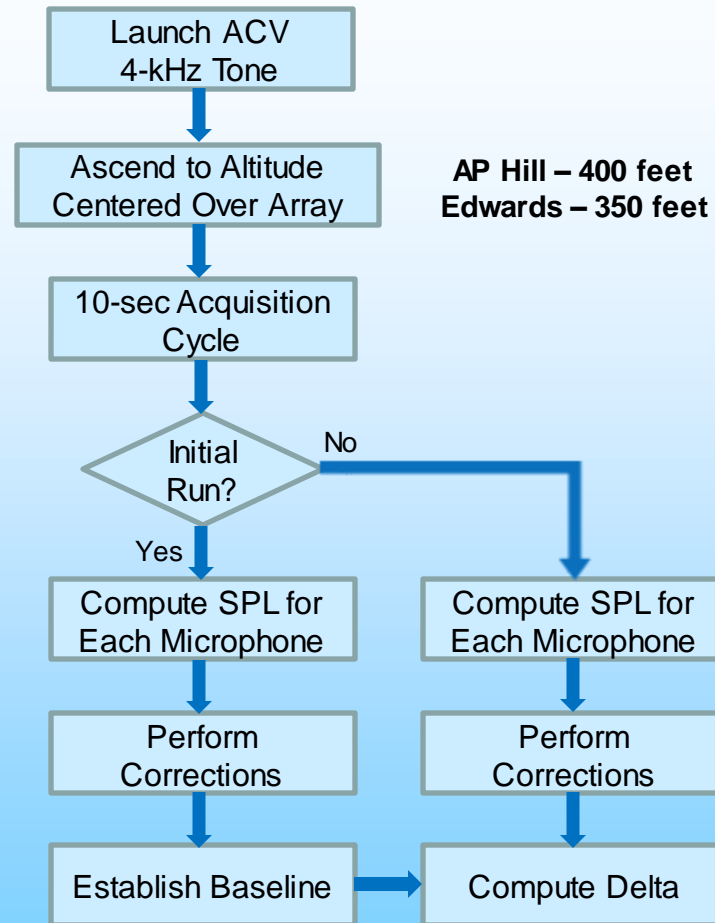 Launch ACV
4-kHz Tone
Ascend to Altitude
Centered Over Array
AP Hill – 400 feet
Edwards – 350 feet
10-sec Acquisition
Cycle
Initial
Run?
No
Yes
Compute SPL for
Each Microphone
Compute SPL for
Each Microphone
Perform
Corrections
Perform
Corrections
Establish Baseline
Compute Delta